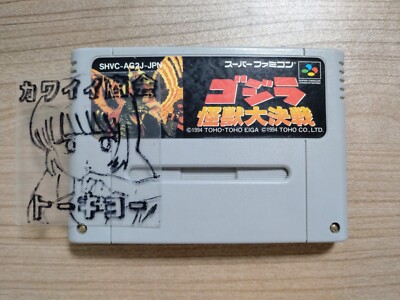 SHVC-AG2J-JPN
スーパーファミコン
ゴジラ
怪獣大決戦
©1994 TOHO・TOHO EIGA ©1994 TOHO CO., LTD.
カワイイ
トーキョー